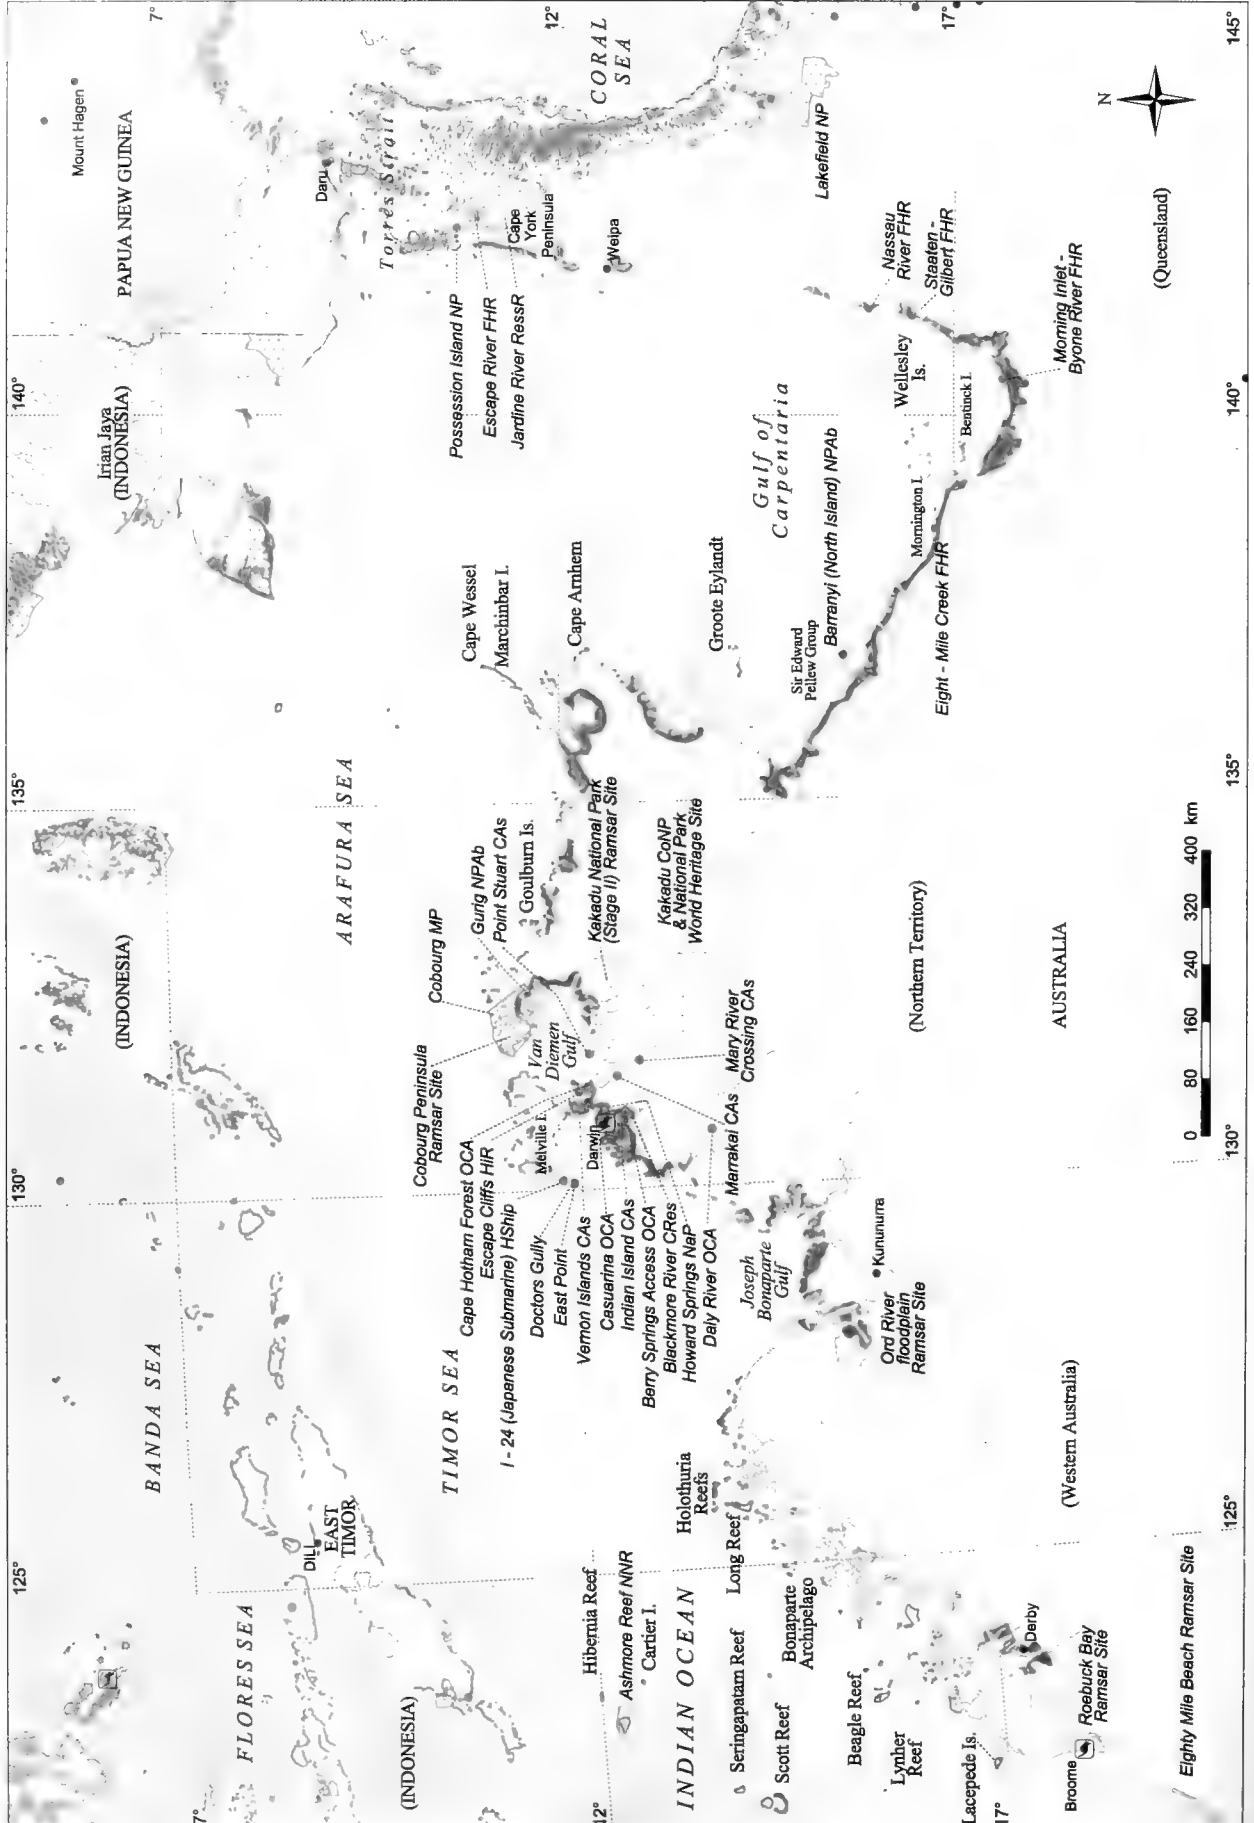 125°
130°
135°
140°
145°
7°
7°
12°
12°
17°
17°
125°
130°
135°
140°
145°
FLORES SEA
BANDA SEA
(INDONESIA)
(INDONESIA)
DILI
EAST
TIMOR
(INDONESIA)
Irian Jaya
(INDONESIA)
PAPUA NEW GUINEA
Mount Hagen
Daru
Torres Strait
ARAFURA SEA
TIMOR SEA
CORAL
SEA
INDIAN OCEAN
Hibernia Reef
Ashmore Reef NNR
Cartier I.
Seringapatam Reef
Scott Reef
Long Reef
Holothuria
Reefs
Bonaparte
Archipelago
Beagle Reef
Lynher
Reef
Lacepede Is.
Derby
Broome
Roebuck Bay
Ramsar Site
Eighty Mile Beach Ramsar Site
(Western Australia)
Joseph
Bonaparte
Gulf
Kununurra
Ord River
floodplain
Ramsar Site
Cobourg Peninsula
Ramsar Site
Cobourg MP
Gurig NPAb
Point Stuart CAs
Goulburn Is.
Cape Hotham Forest OCA
Escape Cliffs HiR
I - 24 (Japanese Submarine) HShip
Doctors Gully
East Point
Vernon Islands CAs
Casuarina OCA
Indian Island CAs
Berry Springs Access OCA
Blackmore River CRes
Howard Springs NaP
Daly River OCA
Melville I.
Darwin
Van
Diemen
Gulf
Marrakai CAs
Mary River
Crossing CAs
Kakadu National Park
(Stage II) Ramsar Site
Kakadu CoNP
& National Park
World Heritage Site
(Northern Territory)
AUSTRALIA
Cape Wessel
Marchinbar I.
Cape Arnhem
Groote Eylandt
Gulf of
Carpentaria
Sir Edward
Pellew Group
Barranyi (North Island) NPAb
Eight - Mile Creek FHR
Mornington I.
Wellesley
Is.
Bentinck I.
Possession Island NP
Escape River FHR
Jardine River RessR
Cape
York
Peninsula
Weipa
Lakefield NP
Nassau
River FHR
Staaten -
Gilbert FHR
Morning Inlet -
Byone River FHR
(Queensland)
N
0 80 160 240 320 400 km